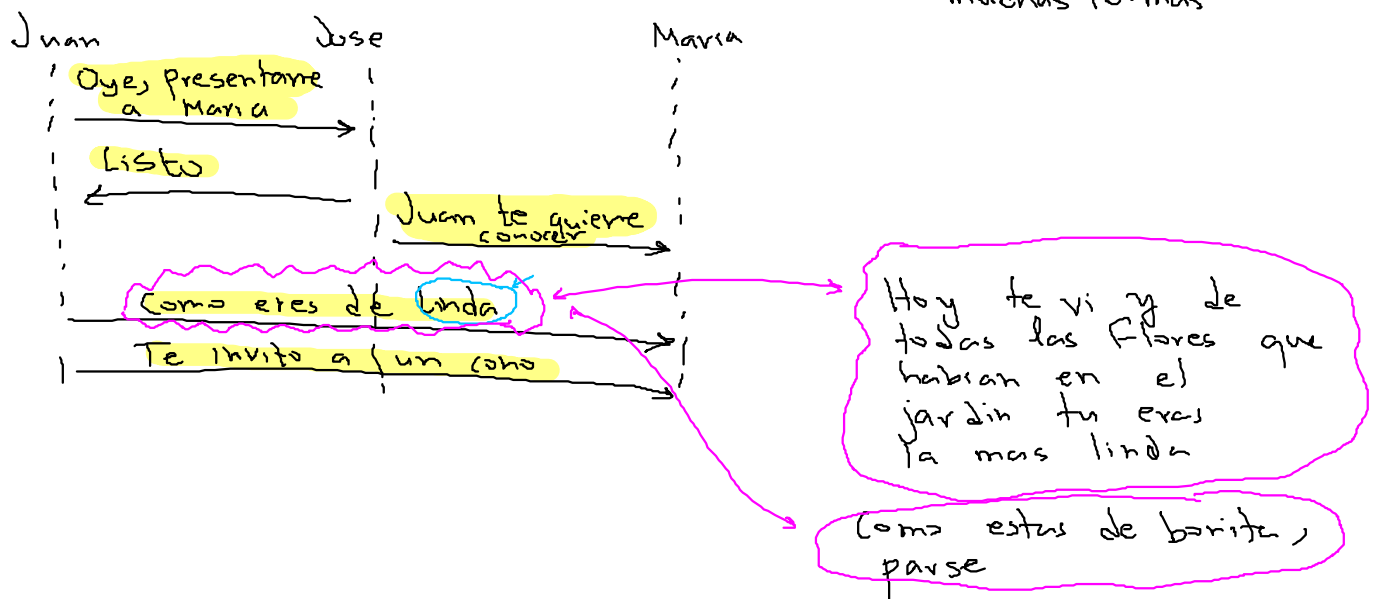 Juan Jose Maria
Oye, presentame
a Maria
Listo
Juan te quiere
conocer
Como eres de linda
Te invito a un cono
Hoy te vi y de
todas las Flores que
habian en el
jardin tu eras
la mas linda
Como estas de bonita,
parse